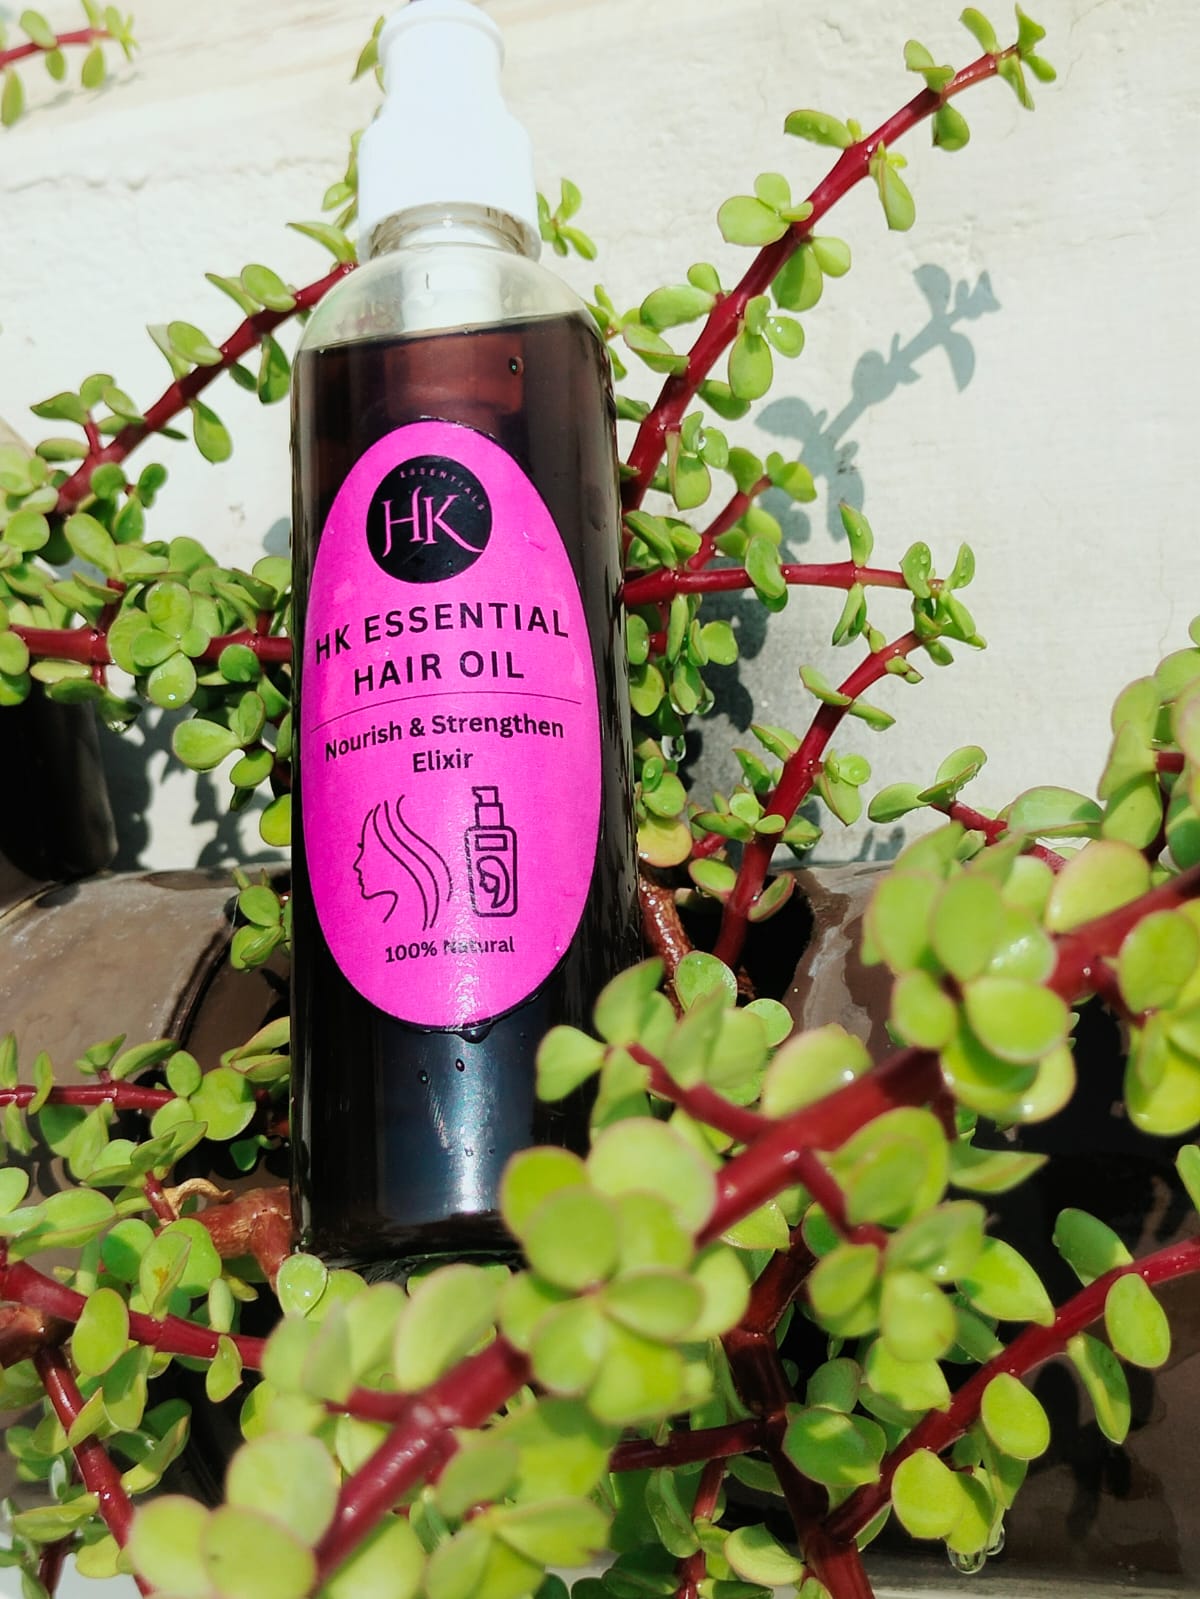 ESSENTIALS
HK
HK ESSENTIAL
HAIR OIL
Nourish & Strengthen
Elixir
100% Natural